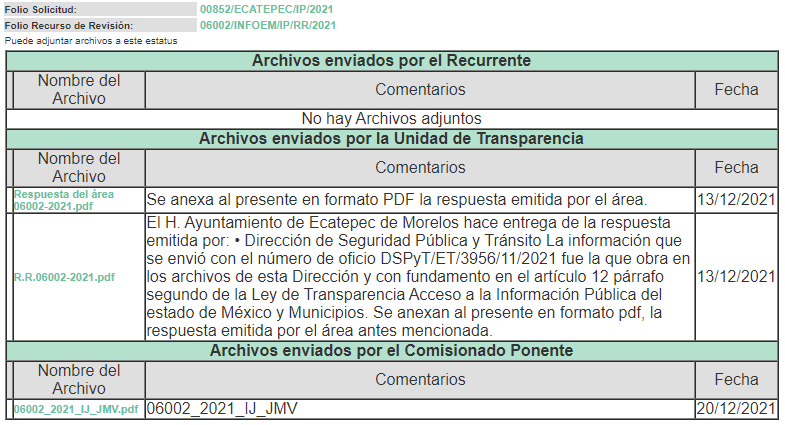 Folio Solicitud: 00852/ECATEPEC/IP/2021
Folio Recurso de Revisión: 06002/INFOEM/IP/RR/2021
Puede adjuntar archivos a este estatus
Archivos enviados por el Recurrente
Nombre del Archivo Comentarios Fecha
No hay Archivos adjuntos
Archivos enviados por la Unidad de Transparencia
Nombre del Archivo Comentarios Fecha
Respuesta del área 06002-2021.pdf Se anexa al presente en formato PDF la respuesta emitida por el área. 13/12/2021
El H. Ayuntamiento de Ecatepec de Morelos hace entrega de la respuesta
emitida por: • Dirección de Seguridad Pública y Tránsito La información que
se envió con el número de oficio DSPyT/ET/3956/11/2021 fue la que obra en
R.R.06002-2021.pdf los archivos de esta Dirección y con fundamento en el artículo 12 párrafo 13/12/2021
segundo de la Ley de Transparencia Acceso a la Información Pública del
estado de México y Municipios. Se anexan al presente en formato pdf, la
respuesta emitida por el área antes mencionada.
Archivos enviados por el Comisionado Ponente
Nombre del Archivo Comentarios Fecha
06002_2021_IJ_JMV.pdf 06002_2021_IJ_JMV 20/12/2021